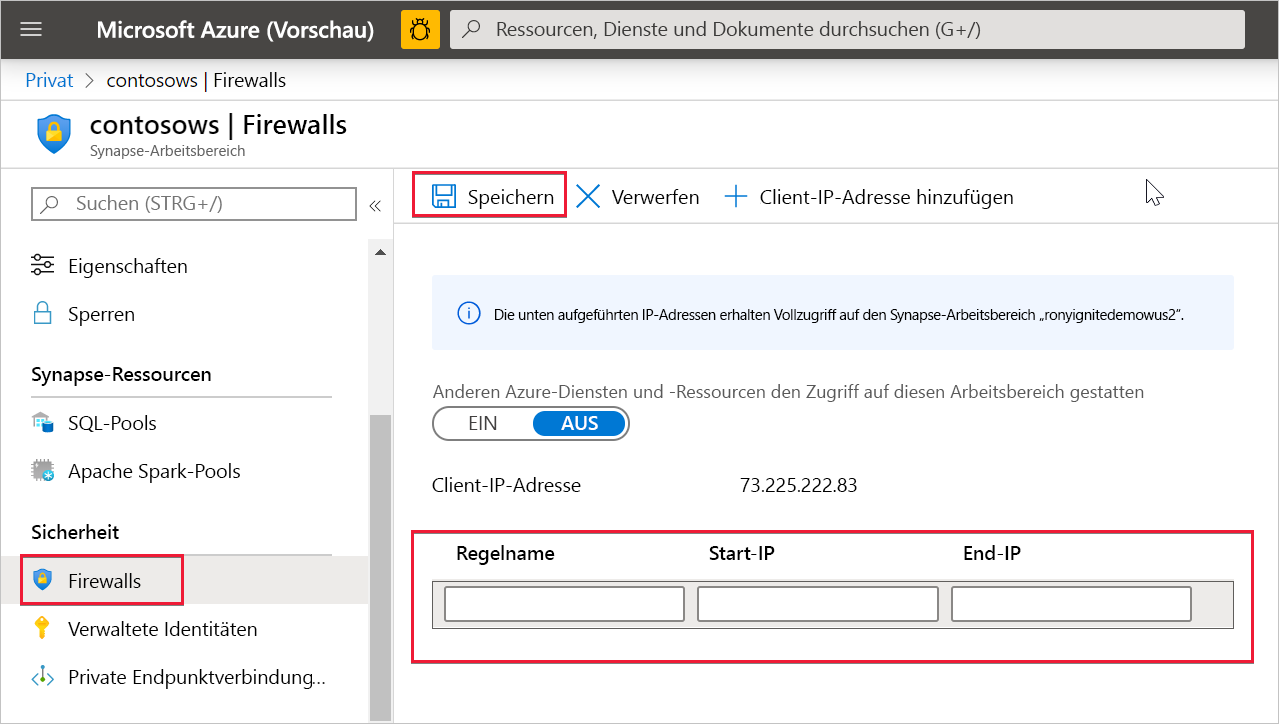 Microsoft Azure (Vorschau)
Ressourcen, Dienste und Dokumente durchsuchen (G+/)
Privat > contosows | Firewalls
contosows | Firewalls
Synapse-Arbeitsbereich
Suchen (STRG+/)
«
Eigenschaften
Sperren
Synapse-Ressourcen
SQL-Pools
Apache Spark-Pools
Sicherheit
Firewalls
Verwaltete Identitäten
Private Endpunktverbindung...
Speichern
Verwerfen
Client-IP-Adresse hinzufügen
Die unten aufgeführten IP-Adressen erhalten Vollzugriff auf den Synapse-Arbeitsbereich „ronyignitedemowus2“.
Anderen Azure-Diensten und -Ressourcen den Zugriff auf diesen Arbeitsbereich gestatten
EIN AUS
Client-IP-Adresse 73.225.222.83
Regelname Start-IP End-IP